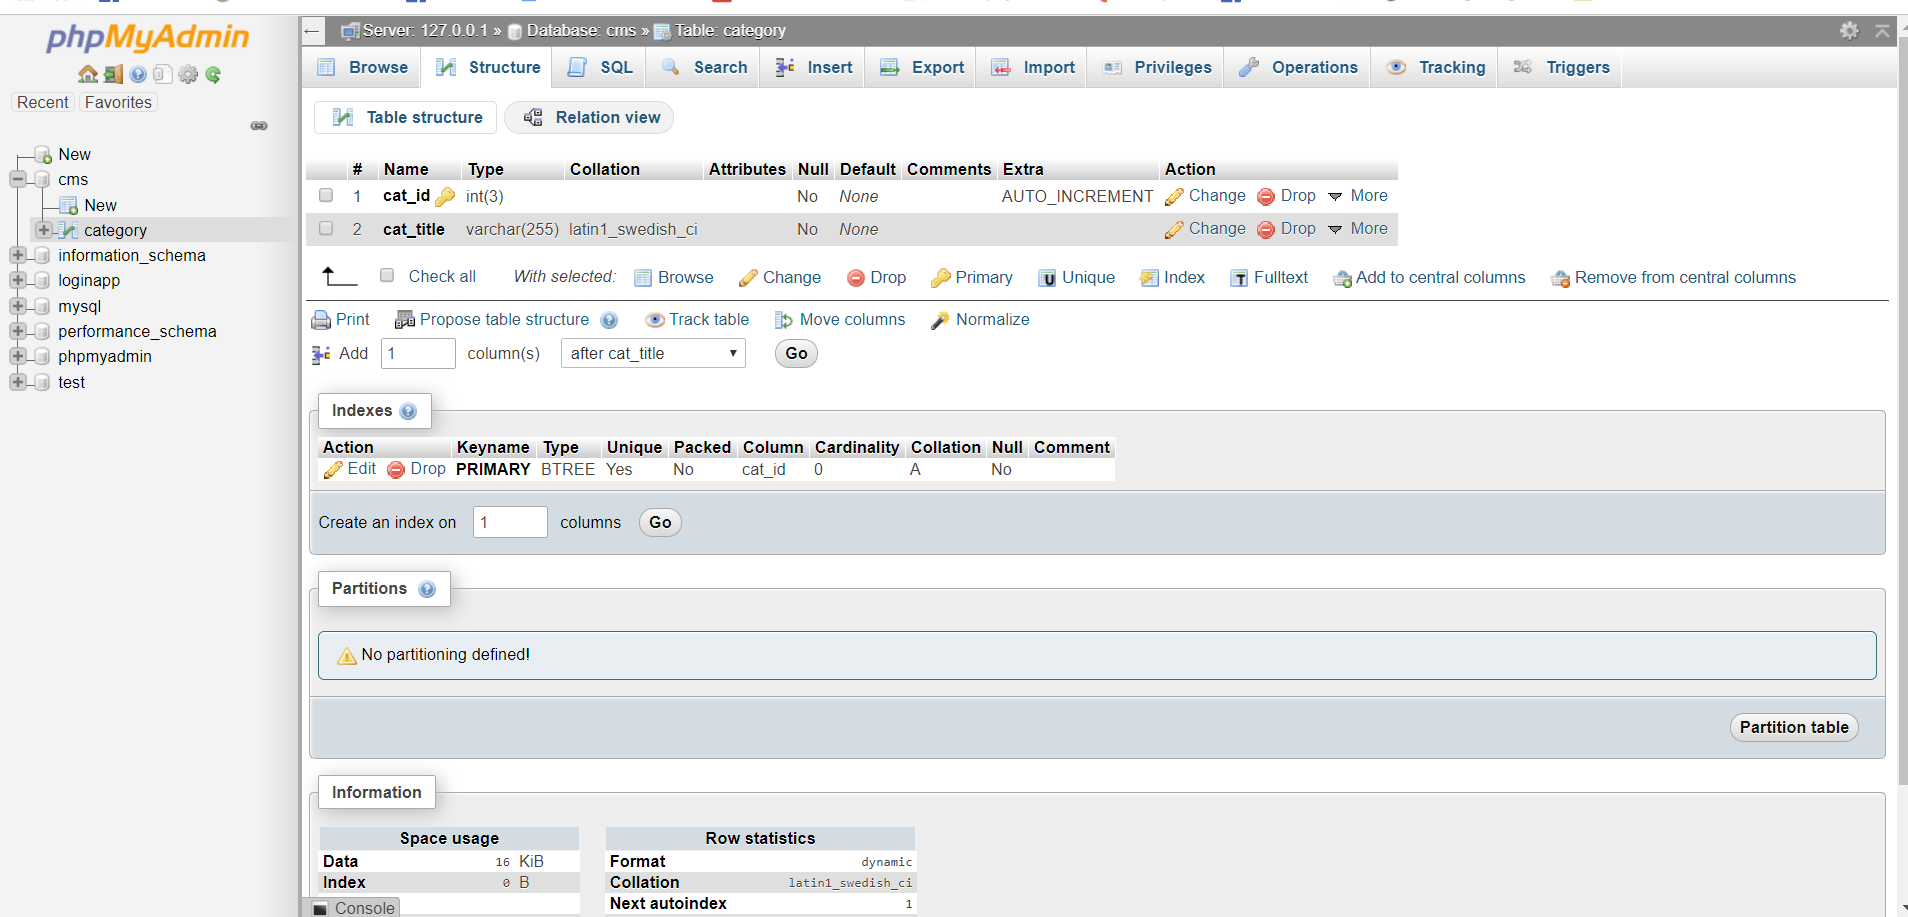 phpMyAdmin
Recent Favorites
New
cms
New
category
information_schema
loginapp
mysql
performance_schema
phpmyadmin
test
Server: 127.0.0.1 » Database: cms » Table: category
Browse Structure SQL Search Insert Export Import Privileges Operations Tracking Triggers
Table structure Relation view
# Name Type Collation Attributes Null Default Comments Extra Action
1 cat_id int(3) No None AUTO_INCREMENT Change Drop More
2 cat_title varchar(255) latin1_swedish_ci No None Change Drop More
Check all With selected: Browse Change Drop Primary Unique Index Fulltext Add to central columns Remove from central columns
Print Propose table structure Track table Move columns Normalize
Add 1 column(s) after cat_title Go
Indexes
Action Keyname Type Unique Packed Column Cardinality Collation Null Comment
Edit Drop PRIMARY BTREE Yes No cat_id 0 A No
Create an index on 1 columns Go
Partitions
No partitioning defined!
Partition table
Information
Space usage
Data 16 KiB
Index 0 B
Row statistics
Format dynamic
Collation latin1_swedish_ci
Next autoindex 1
Console